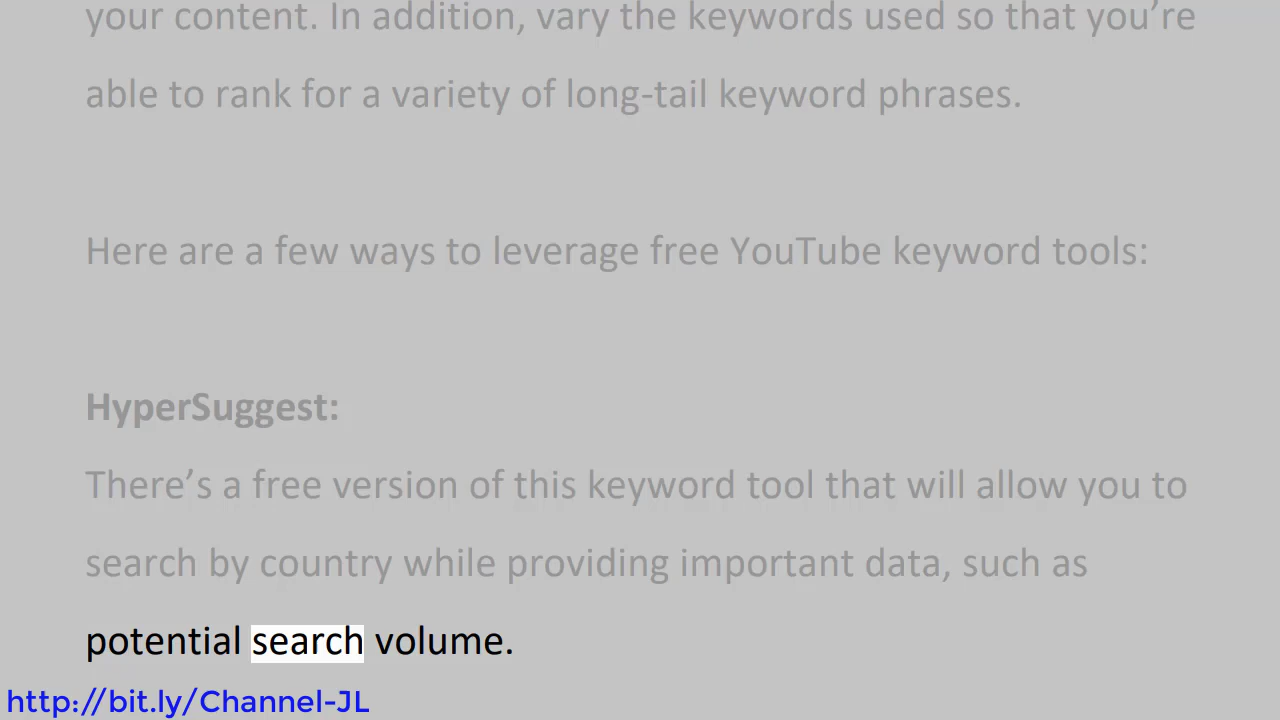 your content. In addition, vary the keywords used so that you’re
able to rank for a variety of long-tail keyword phrases.
Here are a few ways to leverage free YouTube keyword tools:
HyperSuggest:
There’s a free version of this keyword tool that will allow you to
search by country while providing important data, such as
potential search volume.
http://bit.ly/Channel-JL